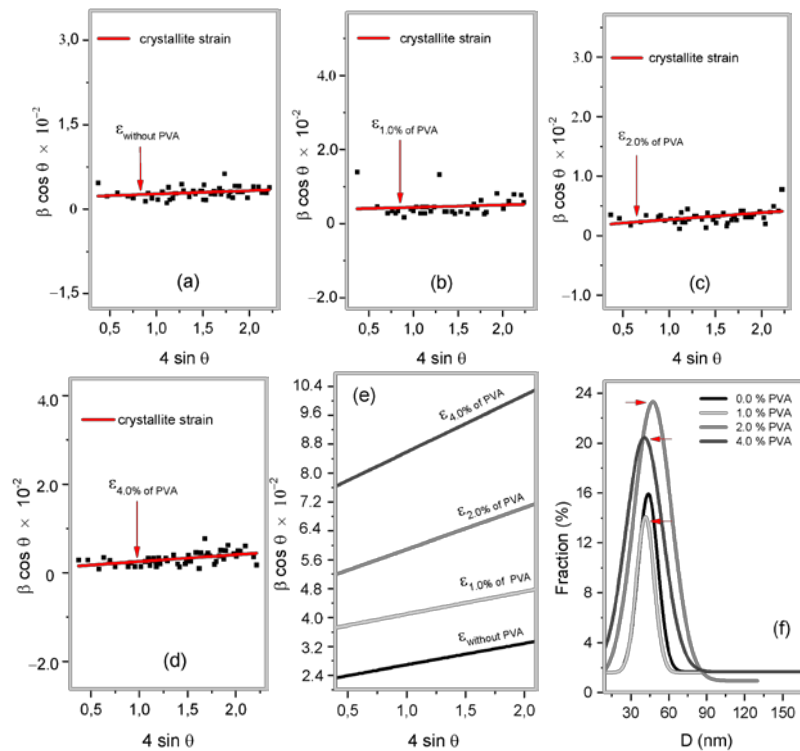 3,0
1,5
0
−1,5
β cos θ × 10⁻²
crystallite strain
ε without PVA
(a)
0,5 1,0 1,5 2,0
4 sin θ
5.0
4.0
2.0
0.0
−2.0
β cos θ × 10⁻²
crystallite strain
ε 1.0% of PVA
(b)
0,5 1,0 1,5 2,0
4 sin θ
3.0
2.0
1.0
0.0
−1.0
β cos θ × 10⁻²
crystallite strain
ε 2.0% of PVA
(c)
0,5 1,0 1,5 2,0
4 sin θ
4.0
2.0
0
−2.0
β cos θ × 10⁻²
crystallite strain
ε 4.0% of PVA
(d)
0,5 1,0 1,5 2,0
4 sin θ
(e)
10.4
9.6
8.8
8.0
7.2
6.4
5.6
4.8
4.0
3.2
2.4
β cos θ × 10⁻²
ε 4.0% of PVA
ε 2.0% of PVA
ε 1.0% of PVA
ε without PVA
0,5 1,0 1,5 2,0
4 sin θ
24
20
16
12
8
4
0
Fraction (%)
0.0 % PVA
1.0 % PVA
2.0 % PVA
4.0 % PVA
(f)
30 60 90 120 150
D (nm)